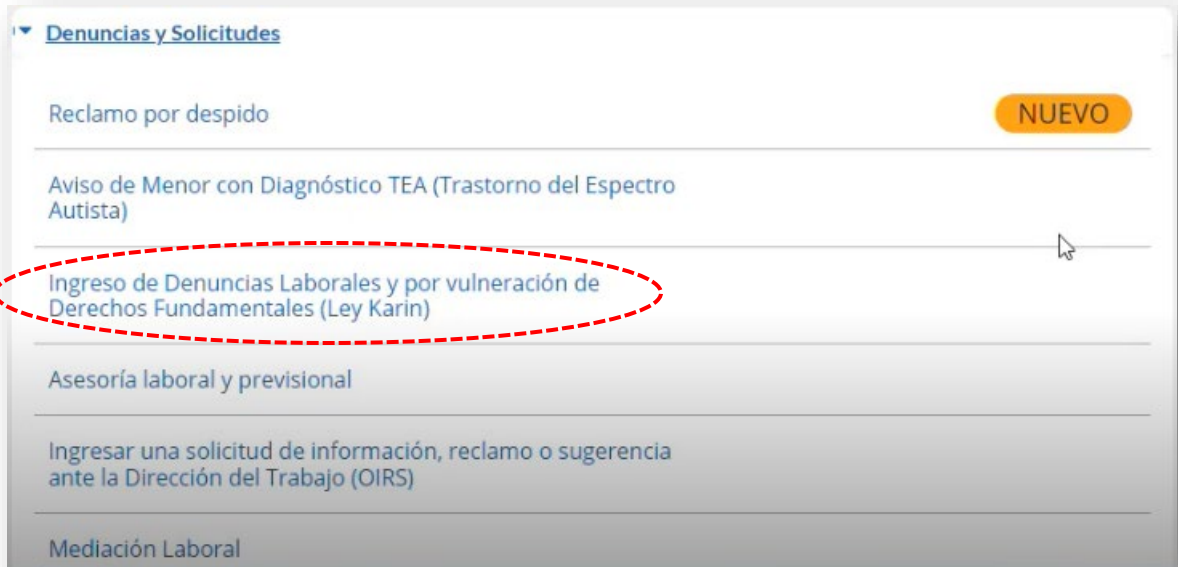 Denuncias y Solicitudes
Reclamo por despido
NUEVO
Aviso de Menor con Diagnóstico TEA (Trastorno del Espectro
Autista)
Ingreso de Denuncias Laborales y por vulneración de
Derechos Fundamentales (Ley Karin)
Asesoría laboral y previsional
Ingresar una solicitud de información, reclamo o sugerencia
ante la Dirección del Trabajo (OIRS)
Mediación Laboral